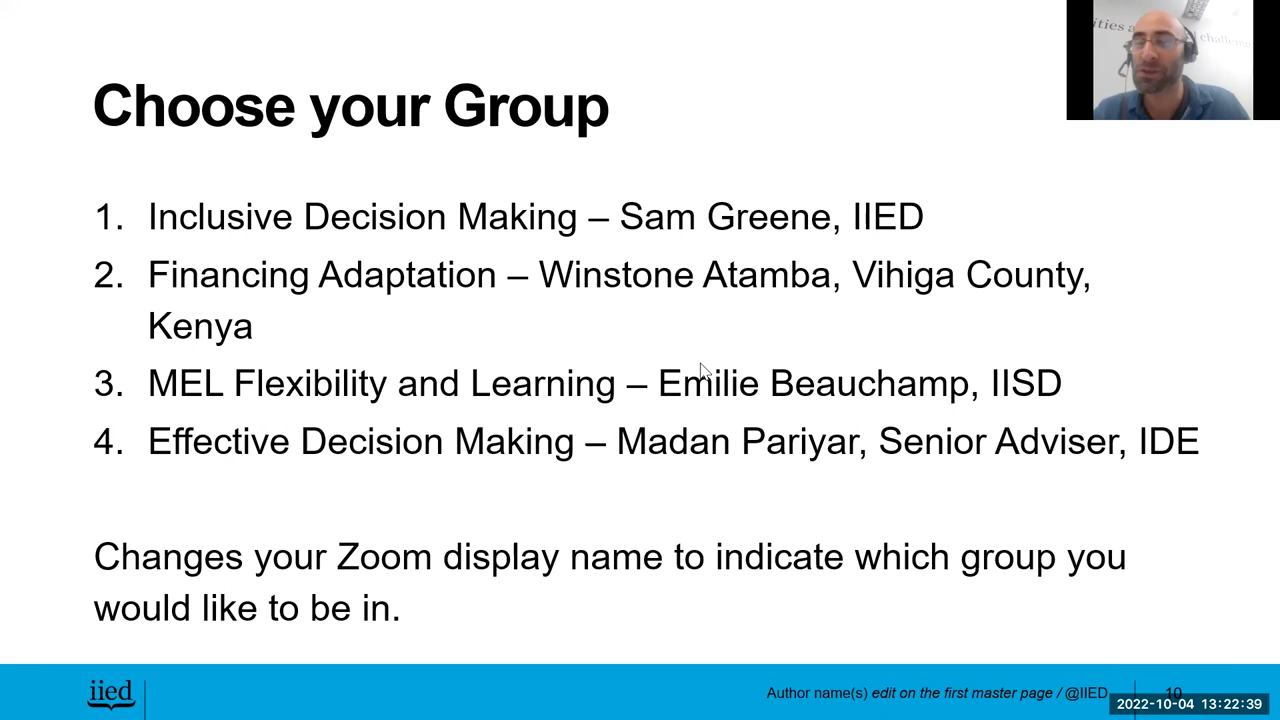 ities a
challeng
Choose your Group
1. Inclusive Decision Making – Sam Greene, IIED
2. Financing Adaptation – Winstone Atamba, Vihiga County,
Kenya
3. MEL Flexibility and Learning – Emilie Beauchamp, IISD
4. Effective Decision Making – Madan Pariyar, Senior Adviser, IDE
Changes your Zoom display name to indicate which group you
would like to be in.
iied
Author name(s) edit on the first master page / @IIED
10
2022-10-04 13:22:39